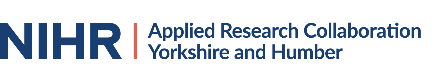 NIHR | Applied Research Collaboration
Yorkshire and Humber